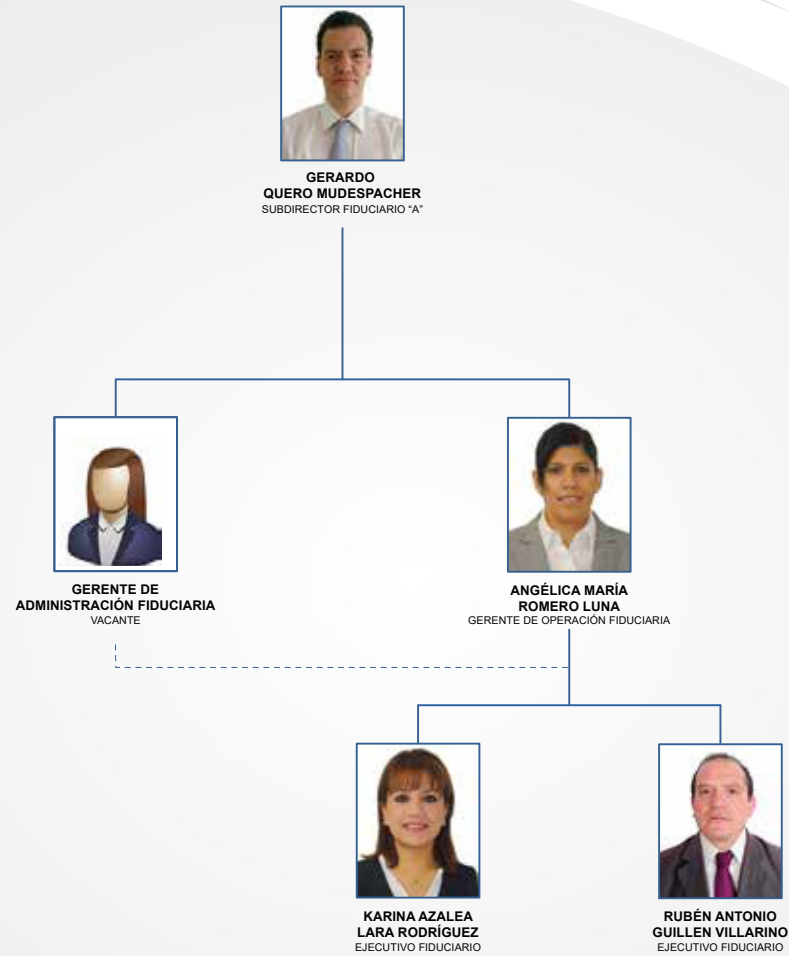 GERARDO
QUERO MUDESPACHER
SUBDIRECTOR FIDUCIARIO “A”
GERENTE DE
ADMINISTRACIÓN FIDUCIARIA
VACANTE
ANGÉLICA MARÍA
ROMERO LUNA
GERENTE DE OPERACIÓN FIDUCIARIA
KARINA AZALEA
LARA RODRÍGUEZ
EJECUTIVO FIDUCIARIO
RUBÉN ANTONIO
GUILLEN VILLARINO
EJECUTIVO FIDUCIARIO